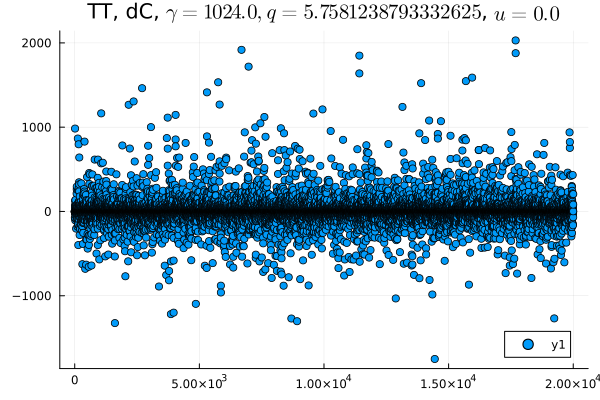 TT, dC, γ = 1024.0, q = 5.7581238793332625, u = 0.0
2000
1000
0
−1000
y1
0 5.00×10³ 1.00×10⁴ 1.50×10⁴ 2.00×10⁴